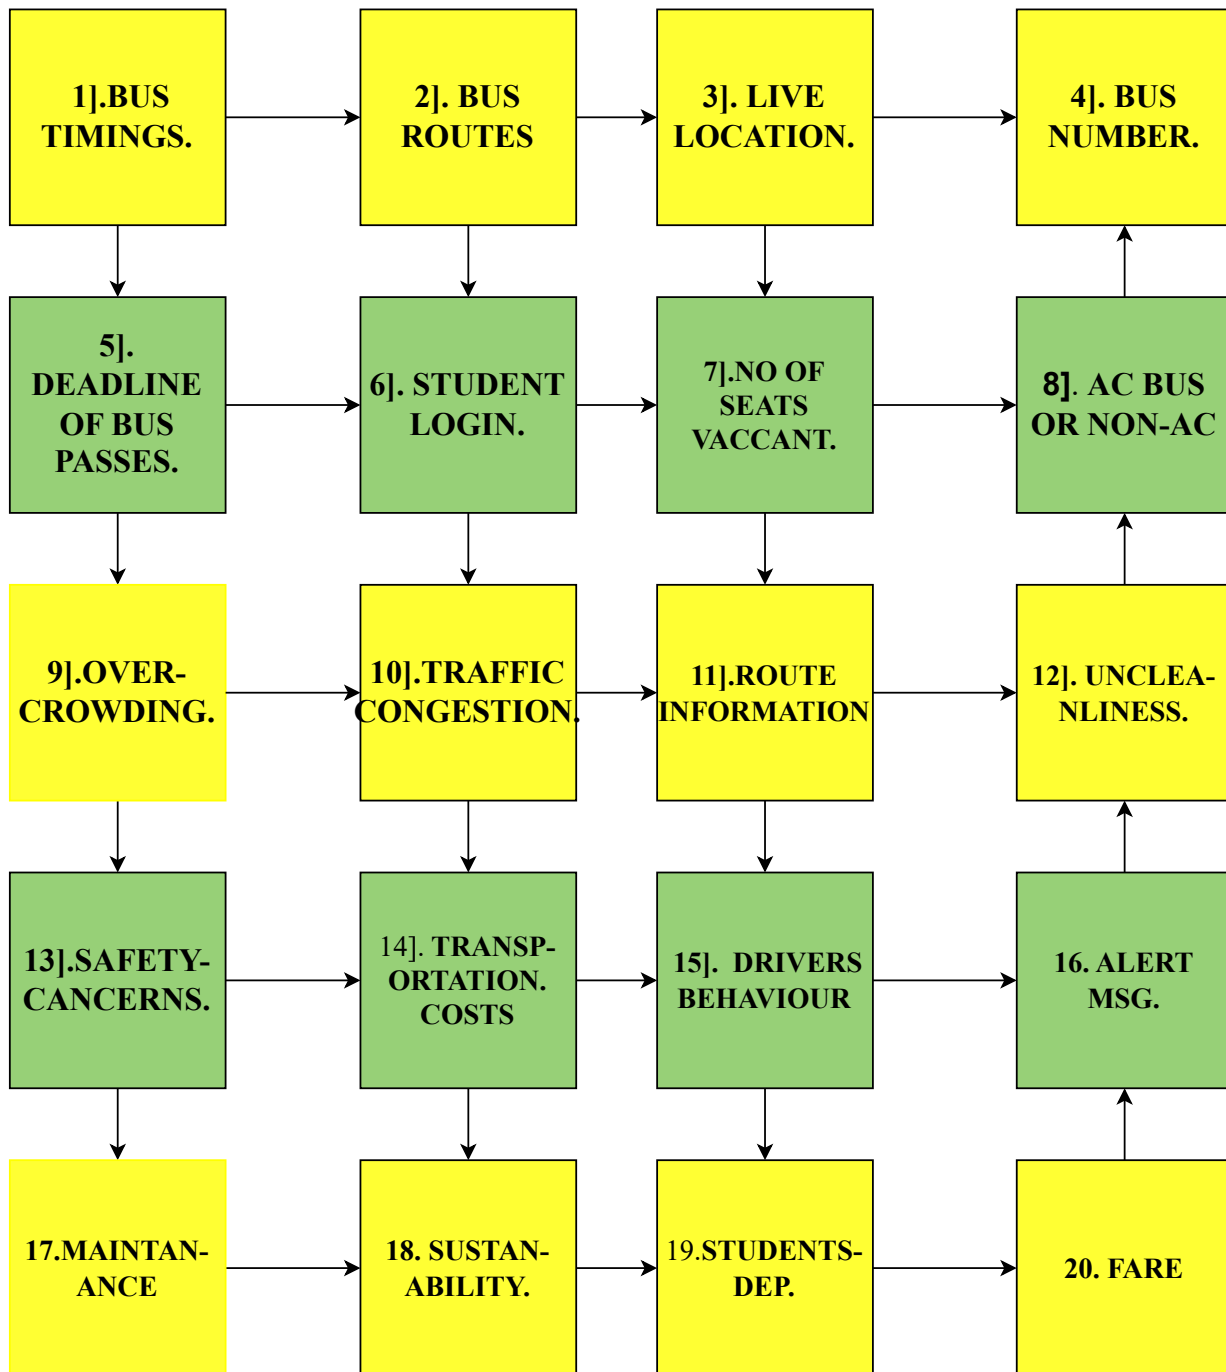 1].BUS
TIMINGS.
2]. BUS
ROUTES
3]. LIVE
LOCATION.
4]. BUS
NUMBER.
5].
DEADLINE
OF BUS
PASSES.
6]. STUDENT
LOGIN.
7].NO OF
SEATS
VACCANT.
8]. AC BUS
OR NON-AC
9].OVER-
CROWDING.
10].TRAFFIC
CONGESTION.
11].ROUTE
INFORMATION
12]. UNCLEA-
NLINESS.
13].SAFETY-
CANCERNS.
14]. TRANSP-
ORTATION.
COSTS
15].  DRIVERS
BEHAVIOUR
16. ALERT
MSG.
17.MAINTAN-
ANCE
18. SUSTAN-
ABILITY.
19.STUDENTS-
DEP.
20. FARE